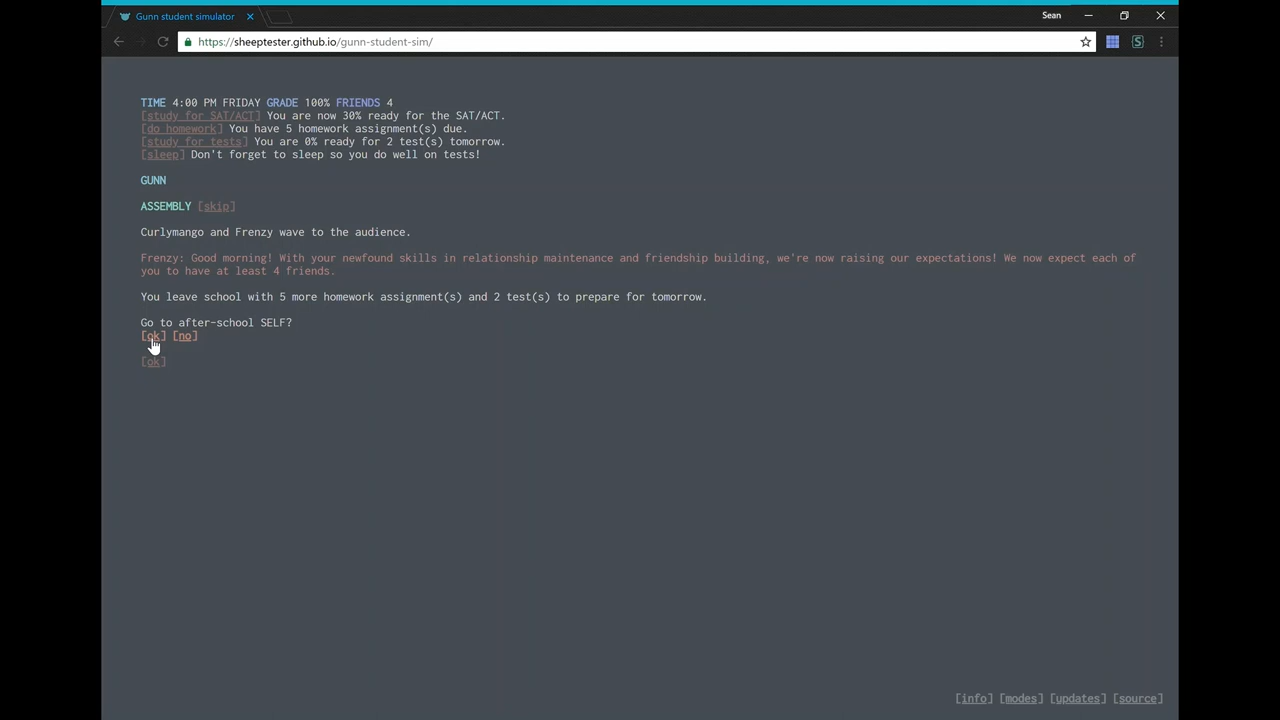 Gunn student simulator
Sean
https://sheeptester.github.io/gunn-student-sim/
TIME 4:00 PM FRIDAY GRADE 100% FRIENDS 4
[study for SAT/ACT] You are now 30% ready for the SAT/ACT.
[do homework] You have 5 homework assignment(s) due.
[study for tests] You are 0% ready for 2 test(s) tomorrow.
[sleep] Don't forget to sleep so you do well on tests!
GUNN
ASSEMBLY [skip]
Curlymango and Frenzy wave to the audience.
Frenzy: Good morning! With your newfound skills in relationship maintenance and friendship building, we're now raising our expectations! We now expect each of
you to have at least 4 friends.
You leave school with 5 more homework assignment(s) and 2 test(s) to prepare for tomorrow.
Go to after-school SELF?
[ok] [no]
[ok]
[info] [modes] [updates] [source]